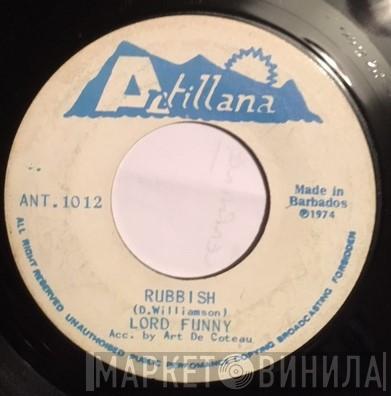 Antillana
ANT.1012
Made in
Barbados
℗1974
RUBBISH
(D.Williamson)
LORD FUNNY
Acc. by Art De Coteau
ALL RIGHT RESERVED UNAUTHORISED PUBLIC PERFOMANCE COPYING BROADCASTING FORBIDDEN
МАРКЕТ ВИНИЛА